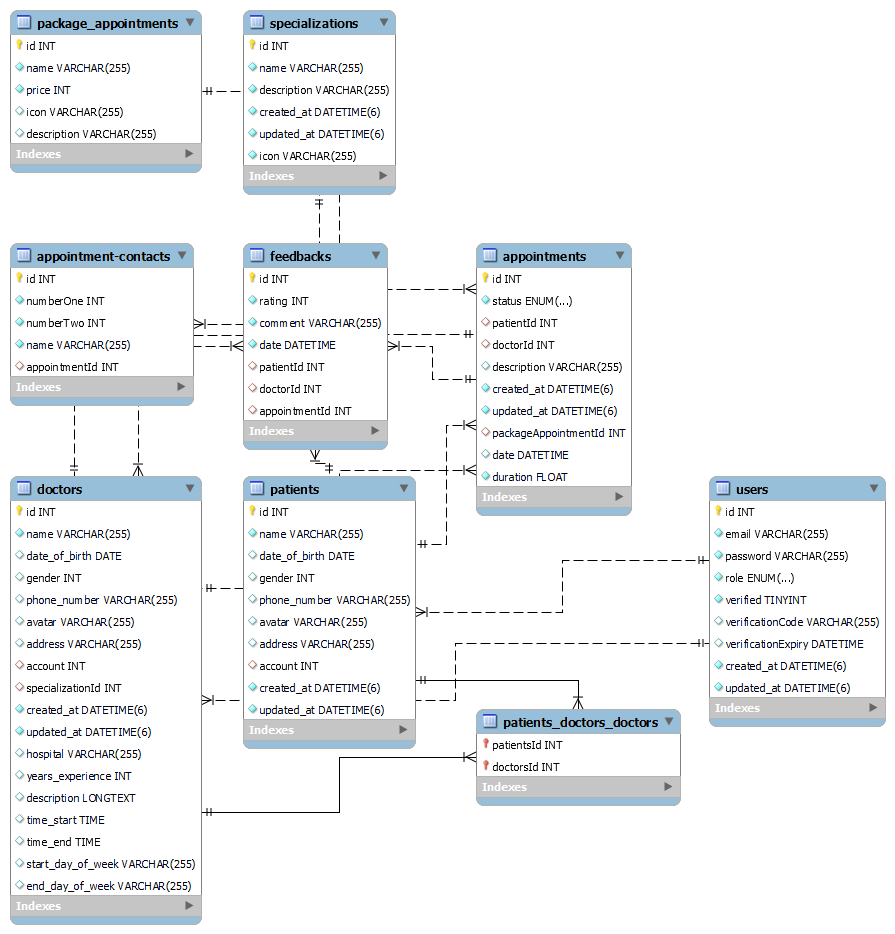 package_appointments
id INT
name VARCHAR(255)
price INT
icon VARCHAR(255)
description VARCHAR(255)
Indexes
specializations
id INT
name VARCHAR(255)
description VARCHAR(255)
created_at DATETIME(6)
updated_at DATETIME(6)
icon VARCHAR(255)
Indexes
appointment-contacts
id INT
numberOne INT
numberTwo INT
name VARCHAR(255)
appointmentId INT
Indexes
feedbacks
id INT
rating INT
comment VARCHAR(255)
date DATETIME
patientId INT
doctorId INT
appointmentId INT
Indexes
appointments
id INT
status ENUM(...)
patientId INT
doctorId INT
description VARCHAR(255)
created_at DATETIME(6)
updated_at DATETIME(6)
packageAppointmentId INT
date DATETIME
duration FLOAT
Indexes
doctors
id INT
name VARCHAR(255)
date_of_birth DATE
gender INT
phone_number VARCHAR(255)
avatar VARCHAR(255)
address VARCHAR(255)
account INT
specializationId INT
created_at DATETIME(6)
updated_at DATETIME(6)
hospital VARCHAR(255)
years_experience INT
description LONGTEXT
time_start TIME
time_end TIME
start_day_of_week VARCHAR(255)
end_day_of_week VARCHAR(255)
Indexes
patients
id INT
name VARCHAR(255)
date_of_birth DATE
gender INT
phone_number VARCHAR(255)
avatar VARCHAR(255)
address VARCHAR(255)
account INT
created_at DATETIME(6)
updated_at DATETIME(6)
Indexes
users
id INT
email VARCHAR(255)
password VARCHAR(255)
role ENUM(...)
verified TINYINT
verificationCode VARCHAR(255)
verificationExpiry DATETIME
created_at DATETIME(6)
updated_at DATETIME(6)
Indexes
patients_doctors_doctors
patientsId INT
doctorsId INT
Indexes